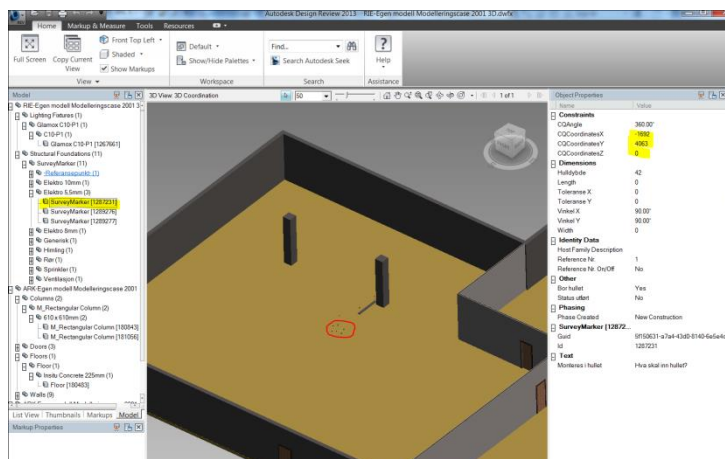 Autodesk Design Review 2013 - RIE-Egen modell Modelleringscase 2001 3D.dwfx
Home Markup & Measure Tools Resources
Full Screen
Copy Current View
Front Top Left
Shaded
Show Markups
View
Default
Show/Hide Palettes
Workspace
Find...
Search Autodesk Seek
Search
Help
Assistance
Model
RIE-Egen modell Modelleringscase 2001 3
Lighting Fixtures (1)
Glamox C10-P1 (1)
C10-P1 (1)
Glamox C10-P1 [1267661]
Structural Foundations (11)
SurveyMarker (11)
-Referansepunkt- (1)
Elektro 10mm (1)
Elektro 5.5mm (3)
SurveyMarker [1287231]
SurveyMarker [1289276]
SurveyMarker [1289277]
Elektro 8mm (1)
Generisk (1)
Himling (1)
Rør (1)
Sprinkler (1)
Ventilasjon (1)
ARK-Egen modell Modelleringscase 2001
Columns (2)
M_Rectangular Column (2)
610 x 610mm (2)
M_Rectangular Column [180843]
M_Rectangular Column [181056]
Doors (3)
Floors (1)
Floor (1)
Insitu Concrete 225mm (1)
Floor [180483]
Walls (9)
List View Thumbnails Markups Model
Markup Properties
3D View: 3D Coordination
50
1 of 1
Object Properties
Name Value
Constraints
CQAngle 360.00°
CQCoordinatesX -1692
CQCoordinatesY 4063
CQCoordinatesZ 0
Dimensions
Hulldybde 42
Length 0
Toleranse X 0
Toleranse Y 0
Vinkel X 90.00°
Vinkel Y 90.00°
Width 0
Identity Data
Host Family Description
Reference Nr. 1
Reference Nr. On/Off No
Other
Bor hullet Yes
Status utført No
Phasing
Phase Created New Construction
SurveyMarker [12872...
Guid
Id 1287231
Text
Monteres i hullet Hva skal inn hullet?